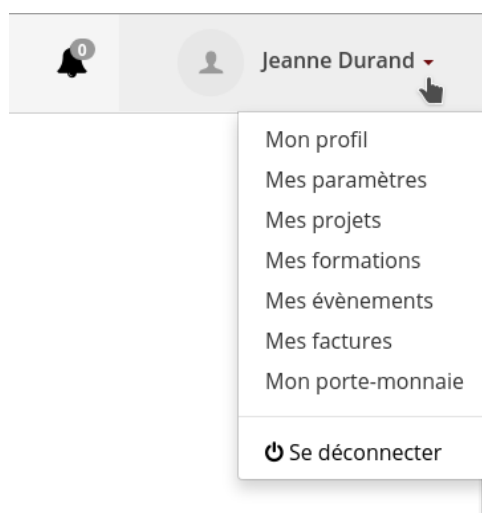 0
Jeanne Durand
Mon profil
Mes paramètres
Mes projets
Mes formations
Mes évènements
Mes factures
Mon porte-monnaie
Se déconnecter